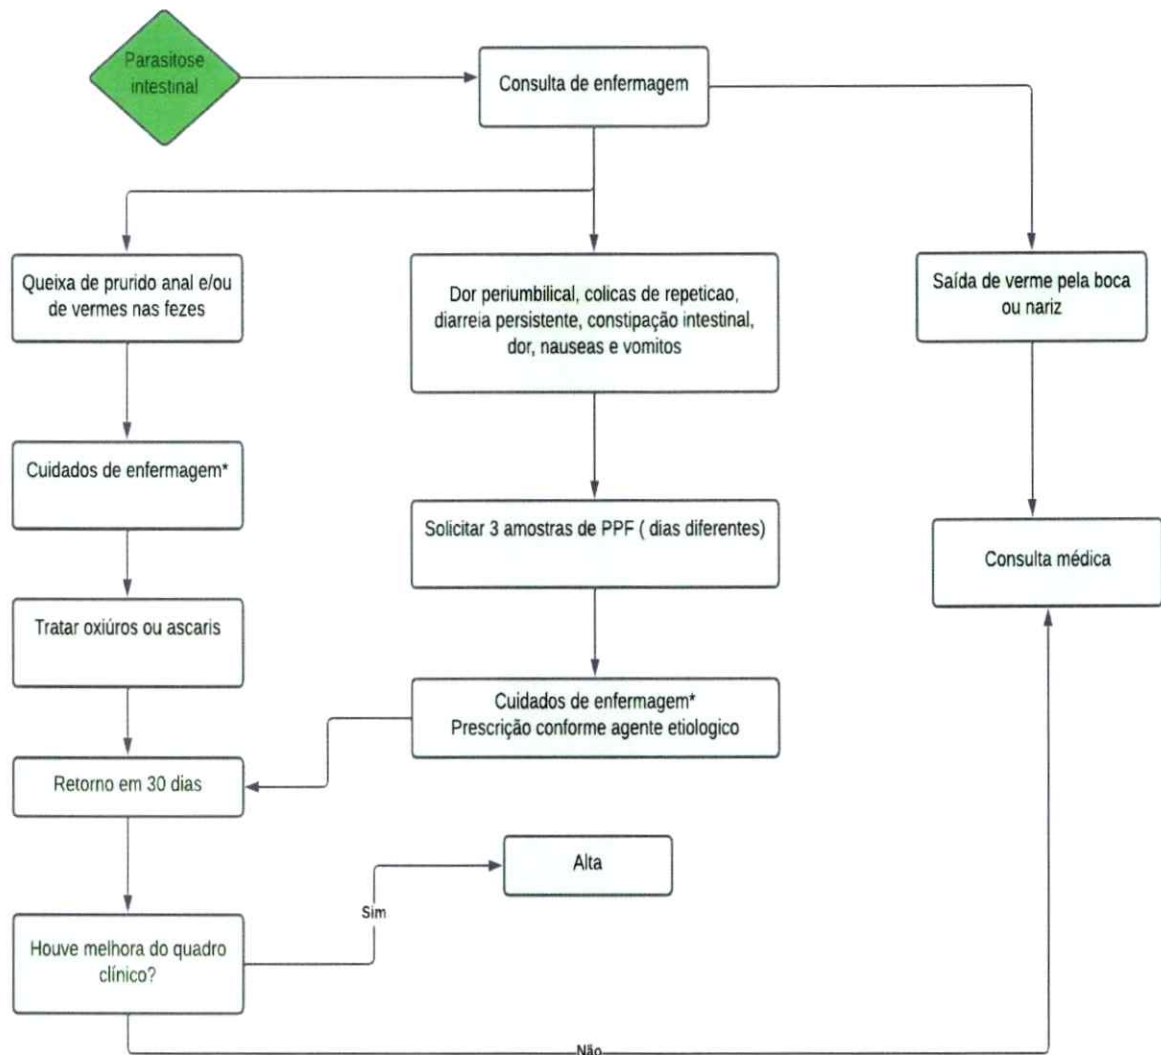 Parasitose
intestinal
Consulta de enfermagem
Queixa de prurido anal e/ou
de vermes nas fezes
Dor periumbilical, colicas de repeticao,
diarreia persistente, constipação intestinal,
dor, nauseas e vomitos
Saída de verme pela boca
ou nariz
Cuidados de enfermagem*
Solicitar 3 amostras de PPF ( dias diferentes)
Consulta médica
Tratar oxiúros ou ascaris
Cuidados de enfermagem*
Prescrição conforme agente etiologico
Retorno em 30 dias
Alta
Sim
Houve melhora do quadro
clínico?
Não